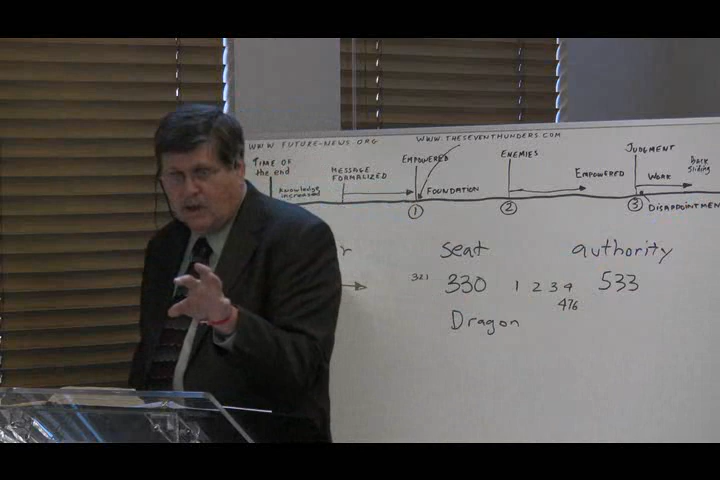 WWW. FUTURE-NEWS.ORG
WWW.THESEVENTHUNDERS.COM
TIME OF
the end
Knowledge
increased
MESSAGE
FORMALIZED
EMPOWERED
FOUNDATION
ENEMIES
EMPOWERED
JUDGMENT
WORK
Back
Sliding
DISAPPOINTMENT
1
2
3
r
seat
authority
321
330
1 2 3 4
533
476
Dragon